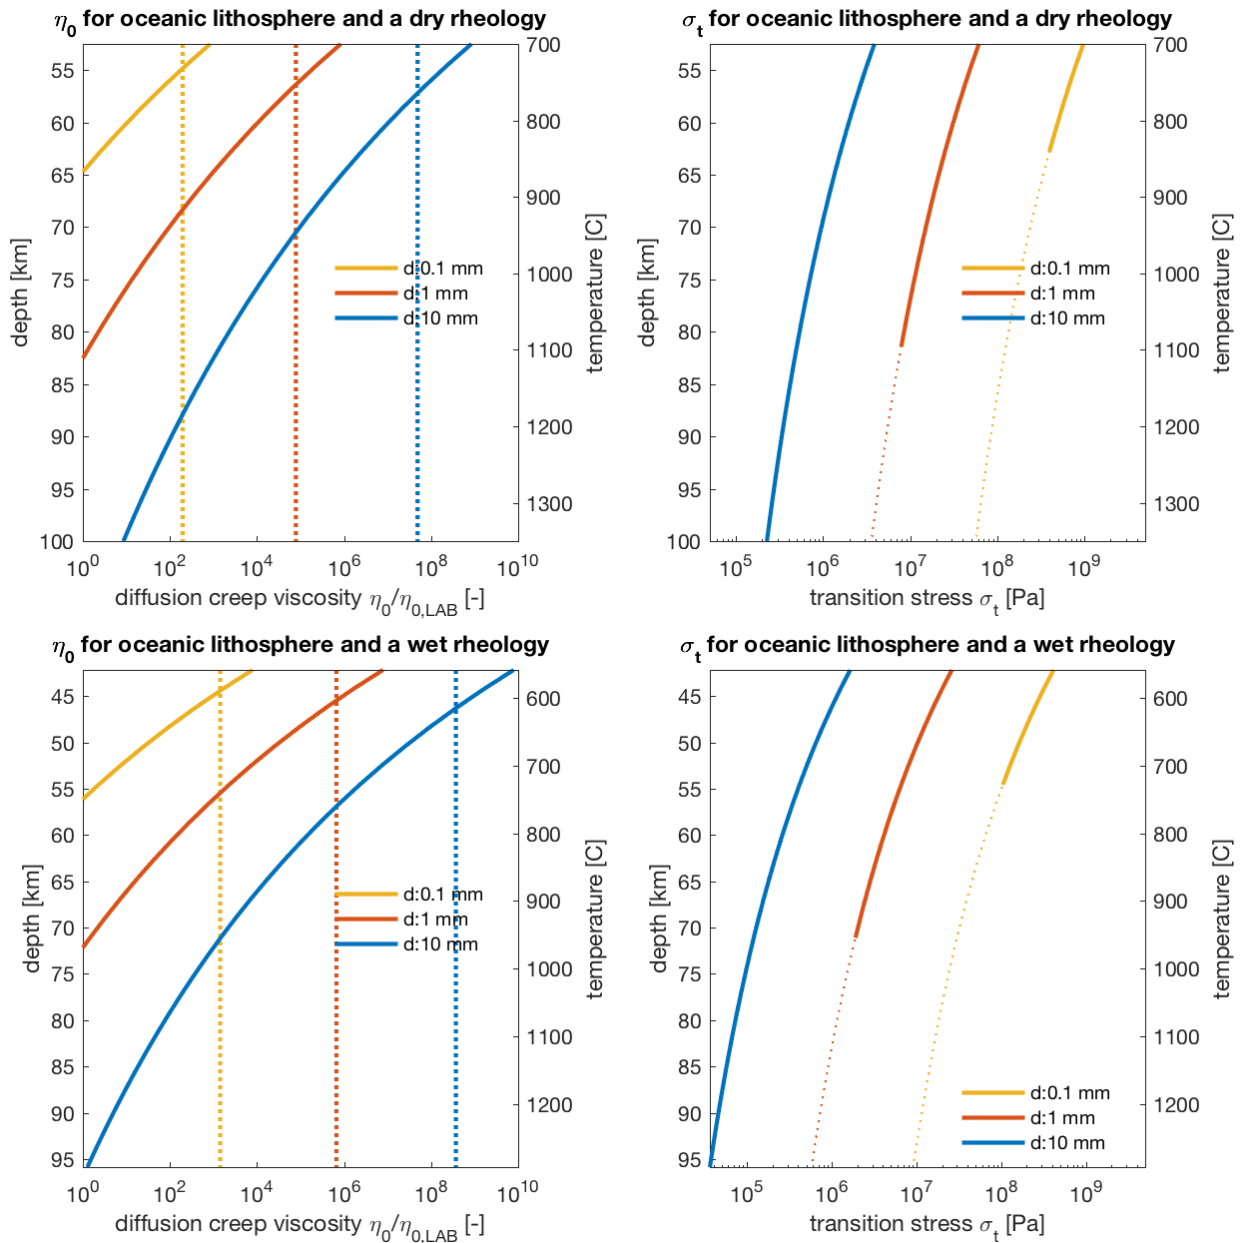 η0 for oceanic lithosphere and a dry rheology
55
60
65
70
75
80
85
90
95
100
depth [km]
700
800
900
1000
1100
1200
1300
temperature [C]
d:0.1 mm
d:1 mm
d:10 mm
10^0 10^2 10^4 10^6 10^8 10^10
diffusion creep viscosity η0/η0,LAB [-]
σt for oceanic lithosphere and a dry rheology
55
60
65
70
75
80
85
90
95
100
depth [km]
700
800
900
1000
1100
1200
1300
temperature [C]
d:0.1 mm
d:1 mm
d:10 mm
10^5 10^6 10^7 10^8 10^9
transition stress σt [Pa]
η0 for oceanic lithosphere and a wet rheology
45
50
55
60
65
70
75
80
85
90
95
depth [km]
600
700
800
900
1000
1100
1200
temperature [C]
d:0.1 mm
d:1 mm
d:10 mm
10^0 10^2 10^4 10^6 10^8 10^10
diffusion creep viscosity η0/η0,LAB [-]
σt for oceanic lithosphere and a wet rheology
45
50
55
60
65
70
75
80
85
90
95
depth [km]
600
700
800
900
1000
1100
1200
temperature [C]
d:0.1 mm
d:1 mm
d:10 mm
10^5 10^6 10^7 10^8 10^9
transition stress σt [Pa]